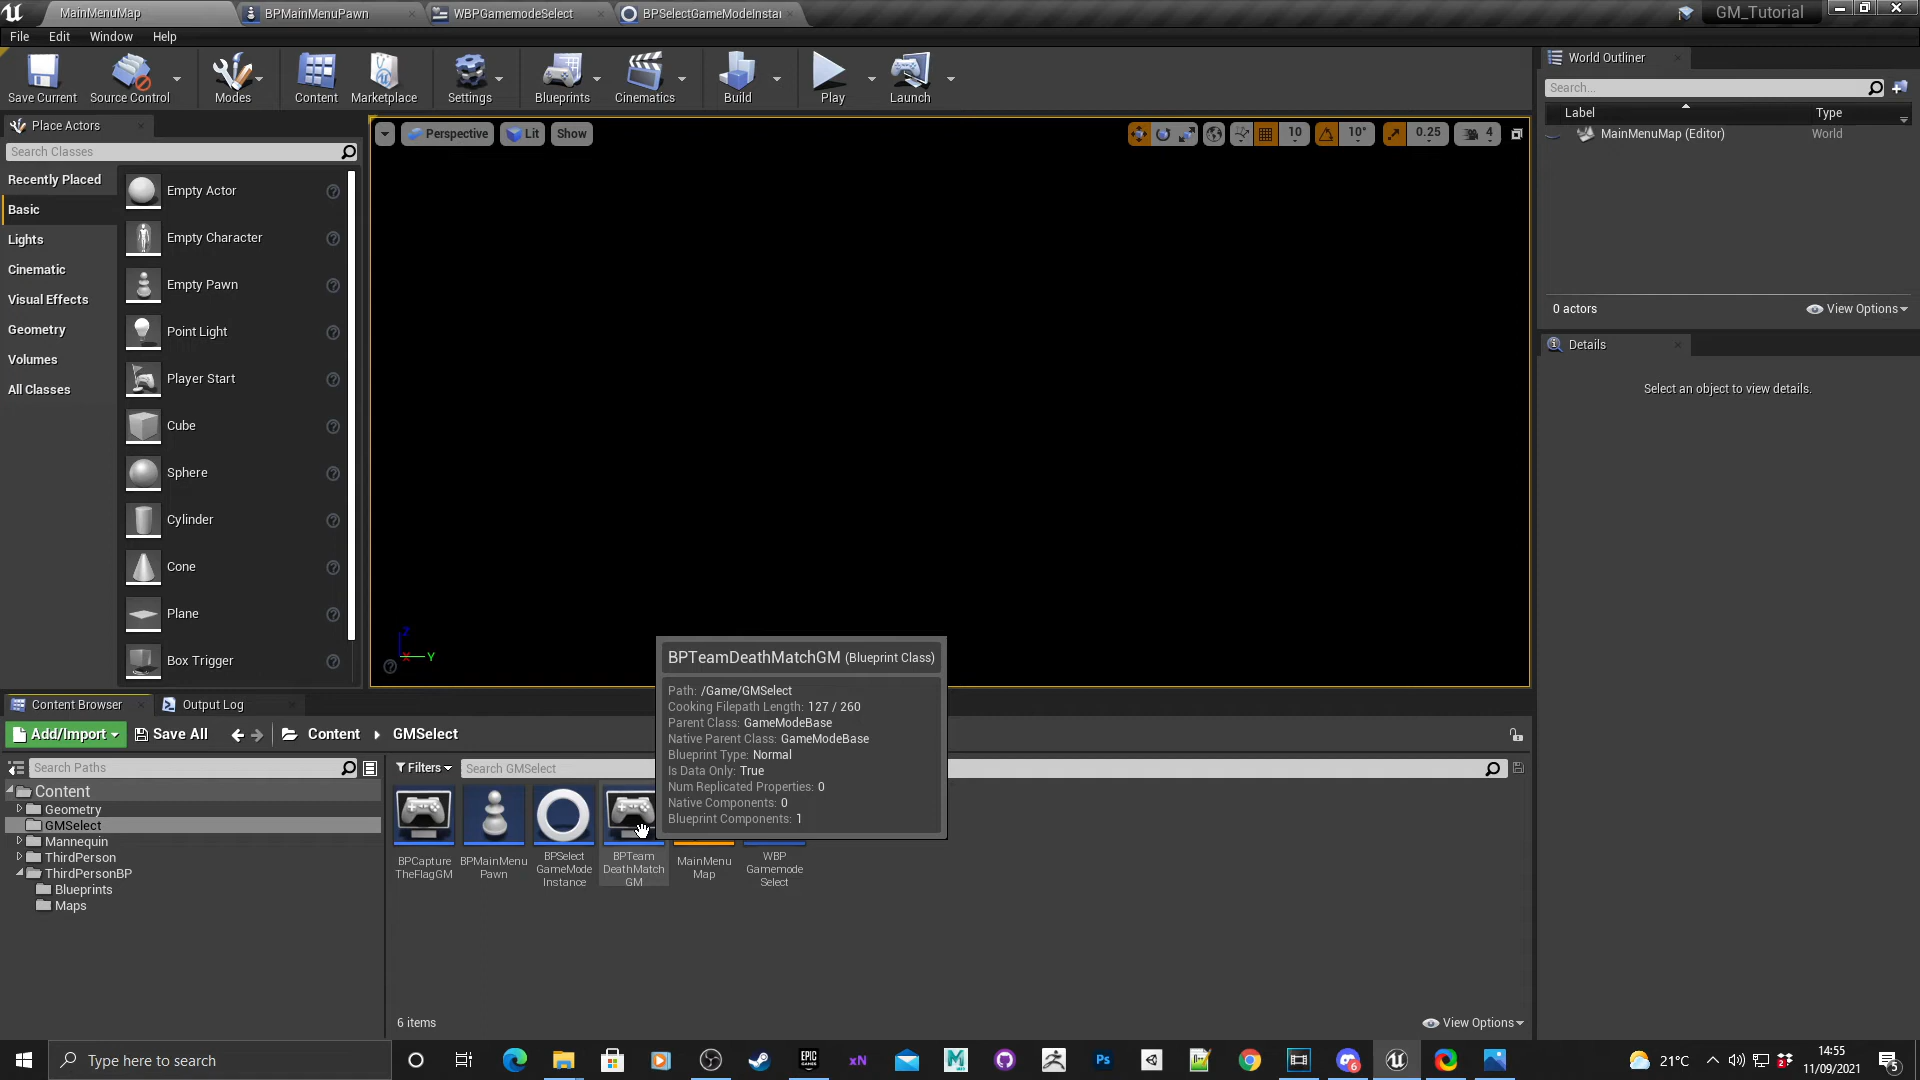 MainMenuMap
BPMainMenuPawn
WBPGamemodeSelect
BPSelectGameModeInstar
GM_Tutorial
File Edit Window Help
Save Current
Source Control
Modes
Content
Marketplace
Settings
Blueprints
Cinematics
Build
Play
Launch
Place Actors
Search Classes
Recently Placed
Basic
Lights
Cinematic
Visual Effects
Geometry
Volumes
All Classes
Empty Actor
Empty Character
Empty Pawn
Point Light
Player Start
Cube
Sphere
Cylinder
Cone
Plane
Box Trigger
Perspective
Lit
Show
10
10°
0.25
4
Z
X
Y
World Outliner
Search...
Label
Type
MainMenuMap (Editor)
World
0 actors
View Options
Details
Select an object to view details.
BPTeamDeathMatchGM (Blueprint Class)
Path: /Game/GMSelect
Cooking Filepath Length: 127 / 260
Parent Class: GameModeBase
Native Parent Class: GameModeBase
Blueprint Type: Normal
Is Data Only: True
Num Replicated Properties: 0
Native Components: 0
Blueprint Components: 1
Content Browser
Output Log
Add/Import
Save All
Content
GMSelect
Search Paths
Filters
Search GMSelect
Content
Geometry
GMSelect
Mannequin
ThirdPerson
ThirdPersonBP
Blueprints
Maps
BPCapture
TheFlagGM
BPMainMenu
Pawn
BPSelect
GameMode
Instance
BPTeam
DeathMatch
GM
MainMenu
Map
WBP
Gamemode
Select
6 items
View Options
Type here to search
EPIC
GAMES
xN
M
Ps
6
21°C
14:55
11/09/2021
5